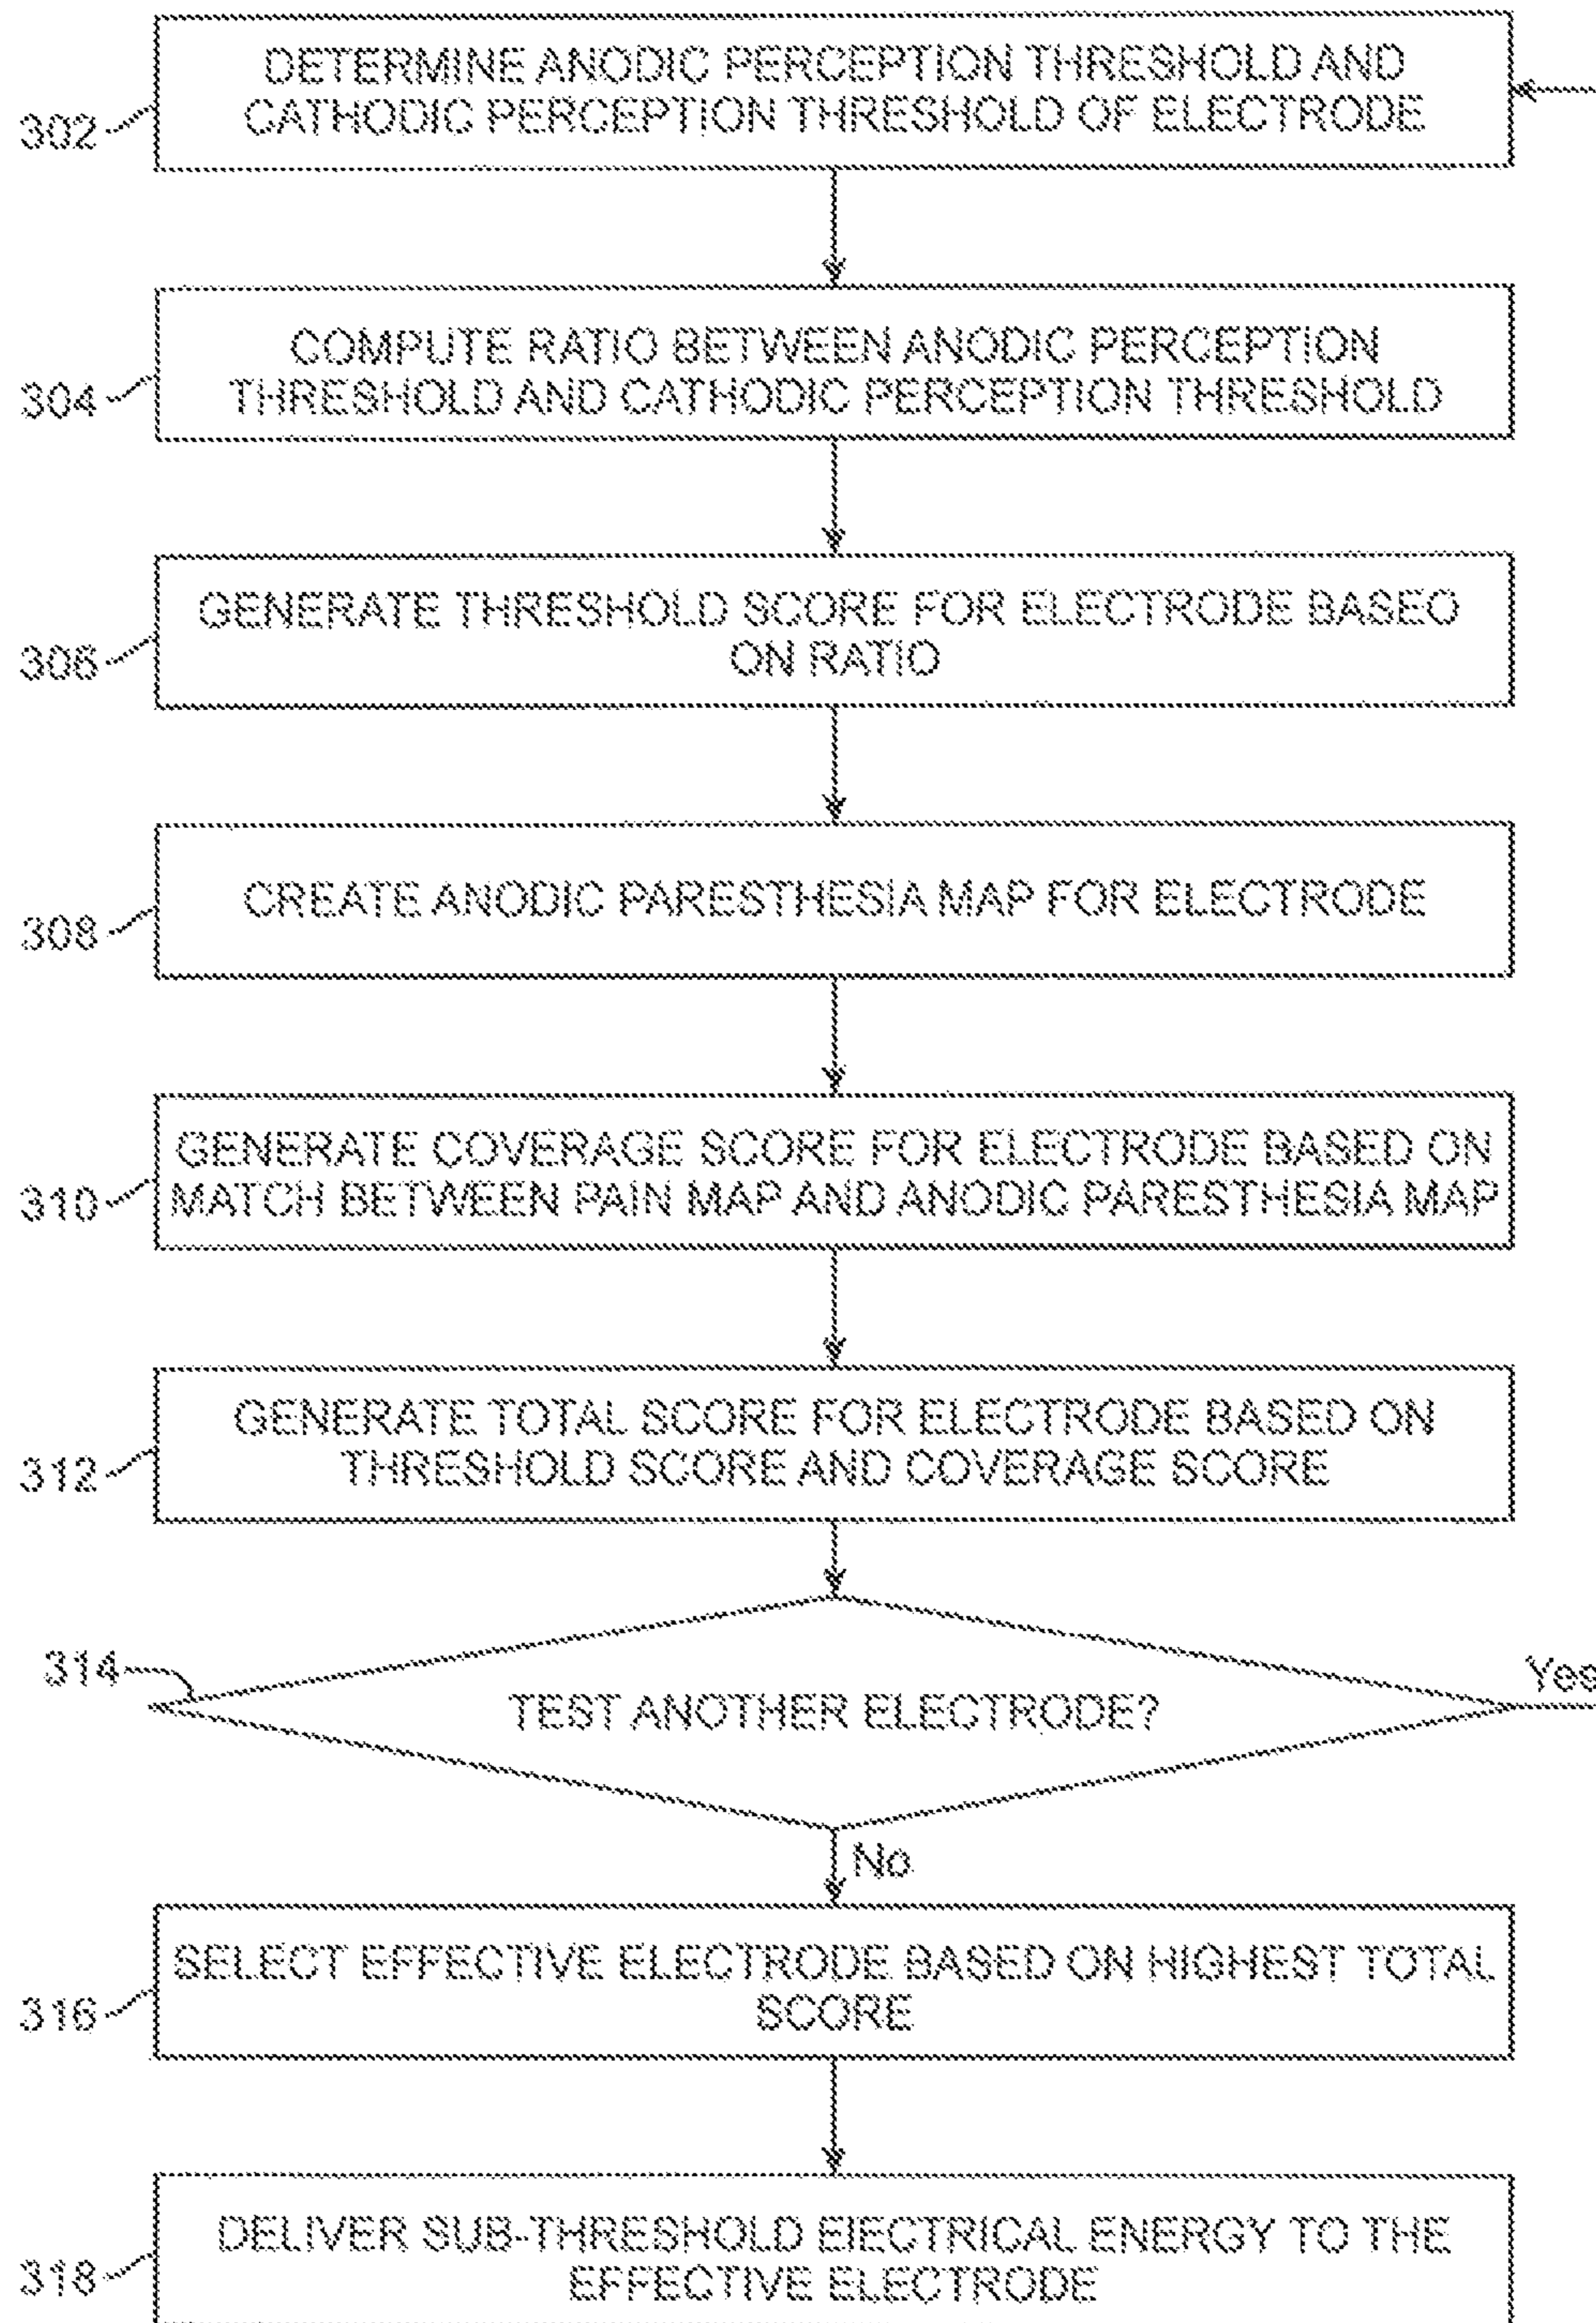 DETERMINE ANODIC PERCEPTION THRESHOLD AND
CATHODIC PERCEPTION THRESHOLD OF ELECTRODE
302
COMPUTE RATIO BETWEEN ANODIC PERCEPTION
THRESHOLD AND CATHODIC PERCEPTION THRESHOLD
304
GENERATE THRESHOLD SCORE FOR ELECTRODE BASED
ON RATIO
306
CREATE ANODIC PARESTHESIA MAP FOR ELECTRODE
308
GENERATE COVERAGE SCORE FOR ELECTRODE BASED ON
MATCH BETWEEN PAIN MAP AND ANODIC PARESTHESIA MAP
310
GENERATE TOTAL SCORE FOR ELECTRODE BASED ON
THRESHOLD SCORE AND COVERAGE SCORE
312
314
TEST ANOTHER ELECTRODE?
Yes
No
SELECT EFFECTIVE ELECTRODE BASED ON HIGHEST TOTAL
SCORE
316
DELIVER SUB-THRESHOLD ElECTRICAL ENERGY TO THE
EFFECTIVE ELECTRODE
318